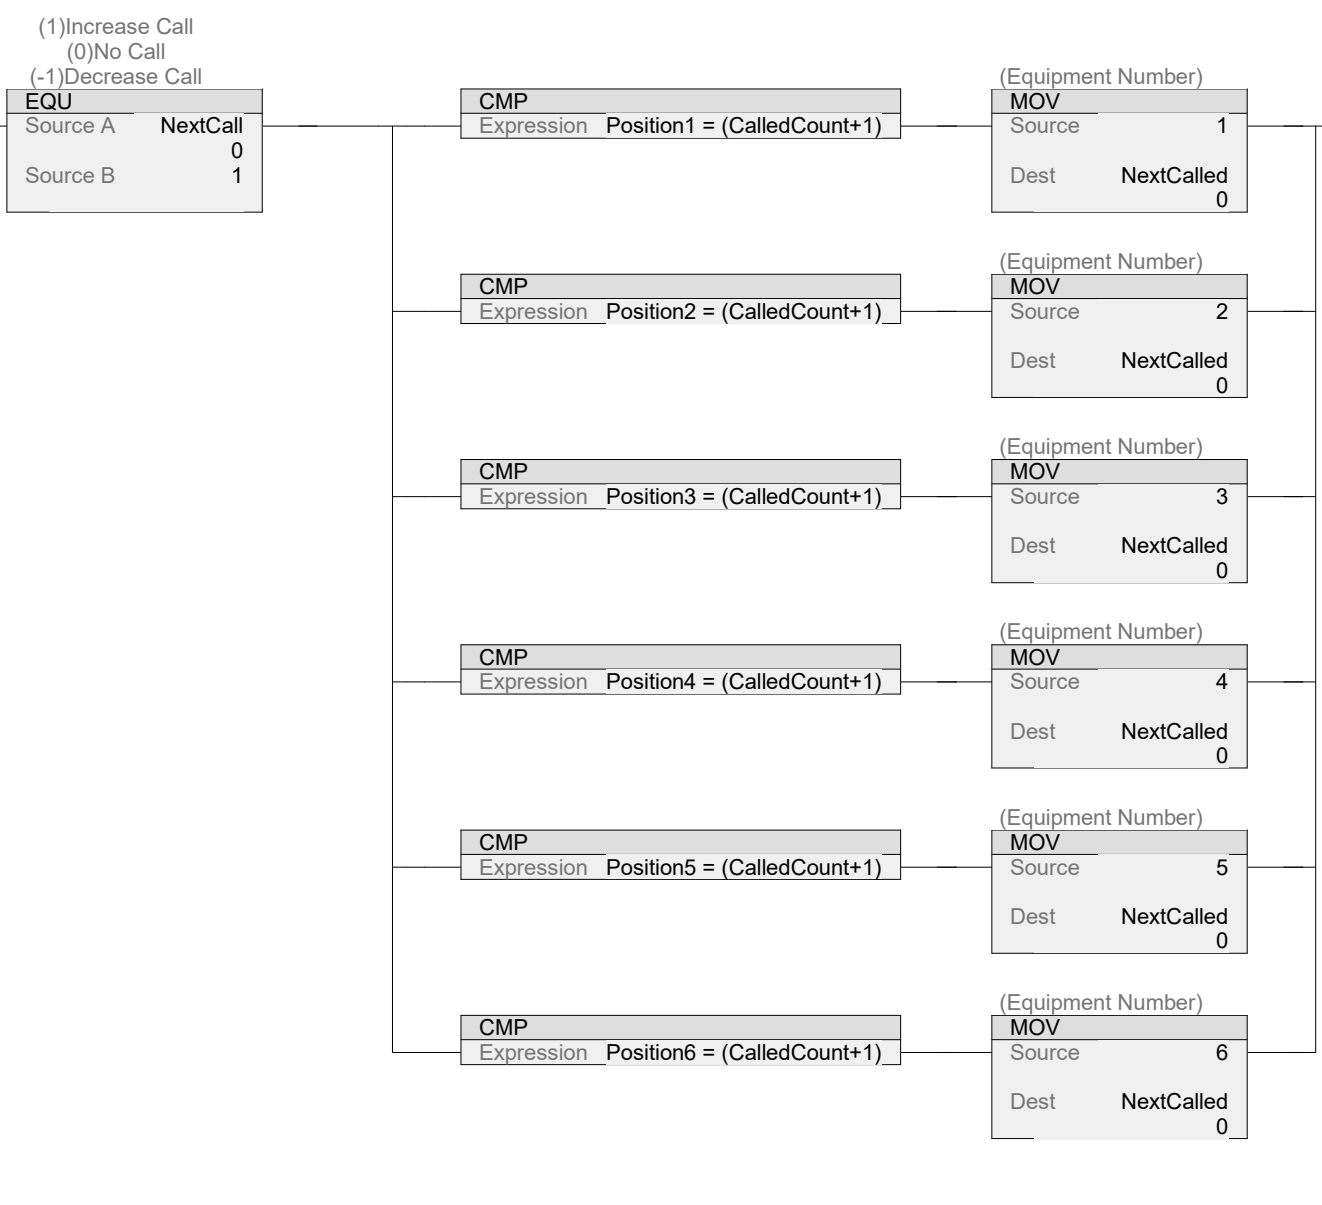 (1)Increase Call
(0)No Call
(-1)Decrease Call
EQU
Source A NextCall
0
Source B 1
CMP
Expression Position1 = (CalledCount+1)
(Equipment Number)
MOV
Source 1
Dest NextCalled
0
CMP
Expression Position2 = (CalledCount+1)
(Equipment Number)
MOV
Source 2
Dest NextCalled
0
CMP
Expression Position3 = (CalledCount+1)
(Equipment Number)
MOV
Source 3
Dest NextCalled
0
CMP
Expression Position4 = (CalledCount+1)
(Equipment Number)
MOV
Source 4
Dest NextCalled
0
CMP
Expression Position5 = (CalledCount+1)
(Equipment Number)
MOV
Source 5
Dest NextCalled
0
CMP
Expression Position6 = (CalledCount+1)
(Equipment Number)
MOV
Source 6
Dest NextCalled
0